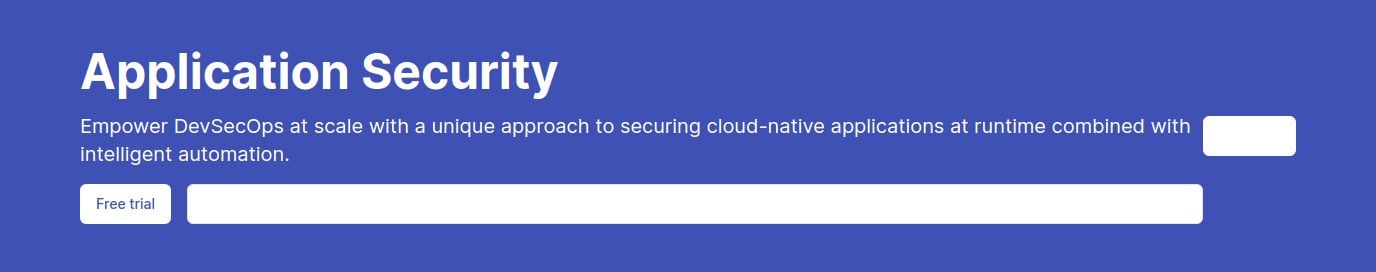 Application Security
Empower DevSecOps at scale with a unique approach to securing cloud-native applications at runtime combined with
intelligent automation.
Free trial